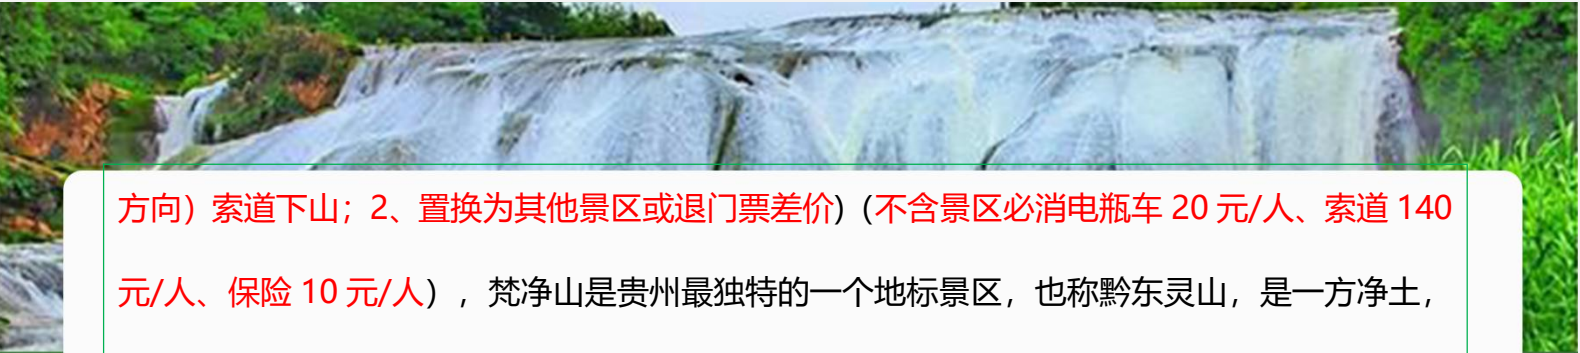 方向）索道下山；2、置换为其他景区或退门票差价)（不含景区必消电瓶车 20 元/人、索道 140
元/人、保险 10 元/人），梵净山是贵州最独特的一个地标景区，也称黔东灵山，是一方净土，